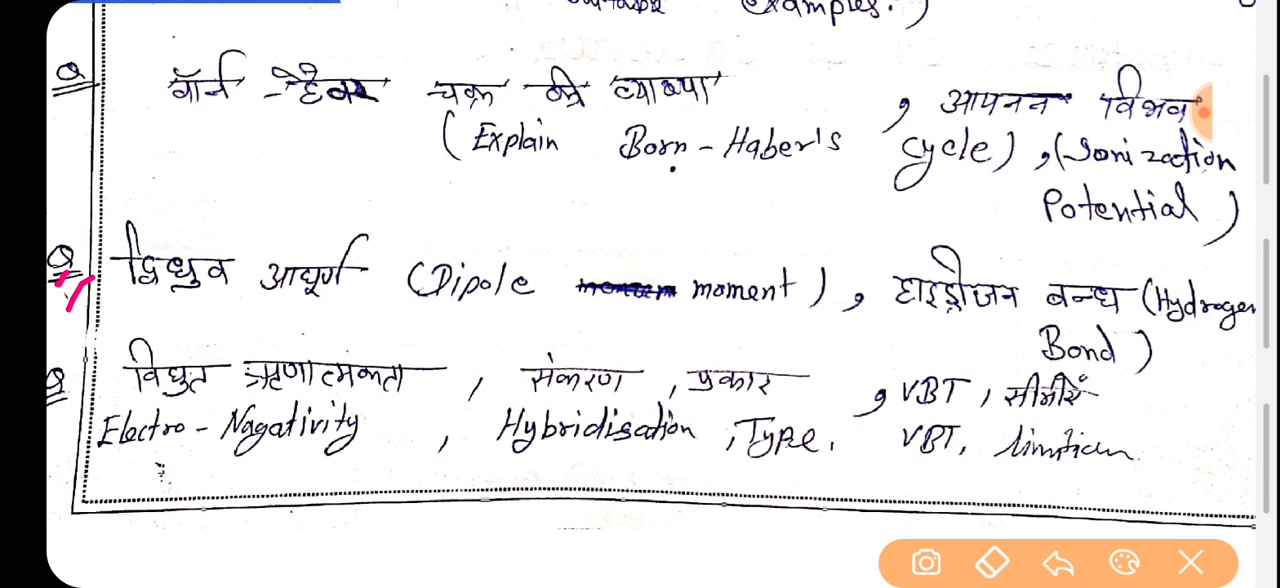 Examples.)
Q बॉर्न - हैबर चक्र की व्याख्या , आयनन विभव
(Explain Born - Haber's cycle) , (Ionization
Potential)
Q द्विध्रुव आघूर्ण (Dipole moment) , हाइड्रोजन बन्ध (Hydrogen
Bond)
Q विधुत ऋणात्मकता , संकरण , प्रकार , VBT , सीमाएँ
Electro - Nagativity , Hybridisation , Type. VBT,